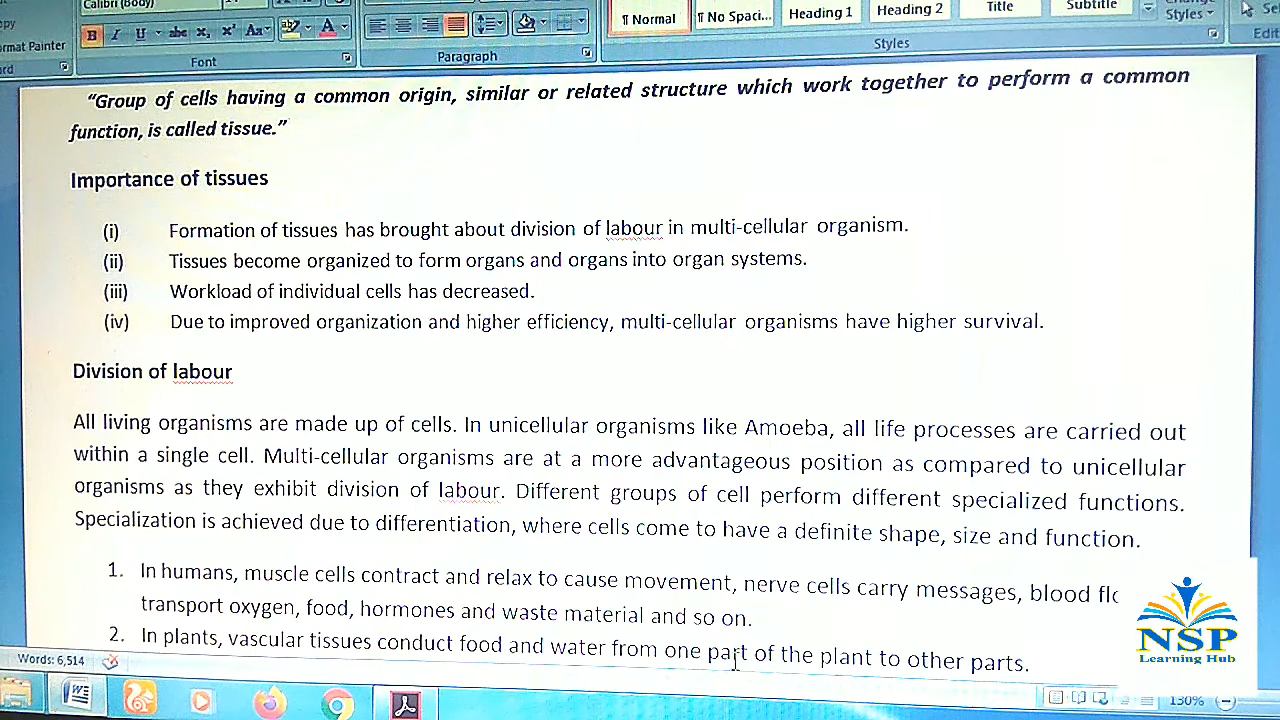 Calibri (Body)
opy
rmat Painter
ard
B I U abc x, x² Aa ab A
Font
Paragraph
¶ Normal ¶ No Spaci... Heading 1 Heading 2 Title Subtitle
Styles
Styles
Edit
"Group of cells having a common origin, similar or related structure which work together to perform a common
function, is called tissue."
Importance of tissues
(i) Formation of tissues has brought about division of labour in multi-cellular organism.
(ii) Tissues become organized to form organs and organs into organ systems.
(iii) Workload of individual cells has decreased.
(iv) Due to improved organization and higher efficiency, multi-cellular organisms have higher survival.
Division of labour
All living organisms are made up of cells. In unicellular organisms like Amoeba, all life processes are carried out
within a single cell. Multi-cellular organisms are at a more advantageous position as compared to unicellular
organisms as they exhibit division of labour. Different groups of cell perform different specialized functions.
Specialization is achieved due to differentiation, where cells come to have a definite shape, size and function.
1. In humans, muscle cells contract and relax to cause movement, nerve cells carry messages, blood flo
transport oxygen, food, hormones and waste material and so on.
2. In plants, vascular tissues conduct food and water from one part of the plant to other parts.
NSP
Learning Hub
Words: 6,514
130%